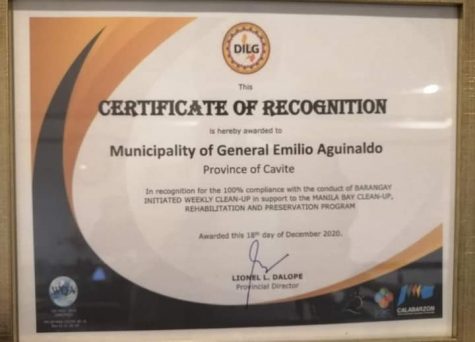 DILG
This
CERTIFICATE OF RECOGNITION
is hereby awarded to
Municipality of General Emilio Aguinaldo
Province of Cavite
In recognition for the 100% compliance with the conduct of BARANGAY
INITIATED WEEKLY CLEAN-UP in support to the MANILA BAY CLEAN-UP,
REHABILITATION AND PRESERVATION PROGRAM
Awarded this 18th day of December 2020.
LIONEL L. DALOPE
Provincial Director
WQA
CALABARZON